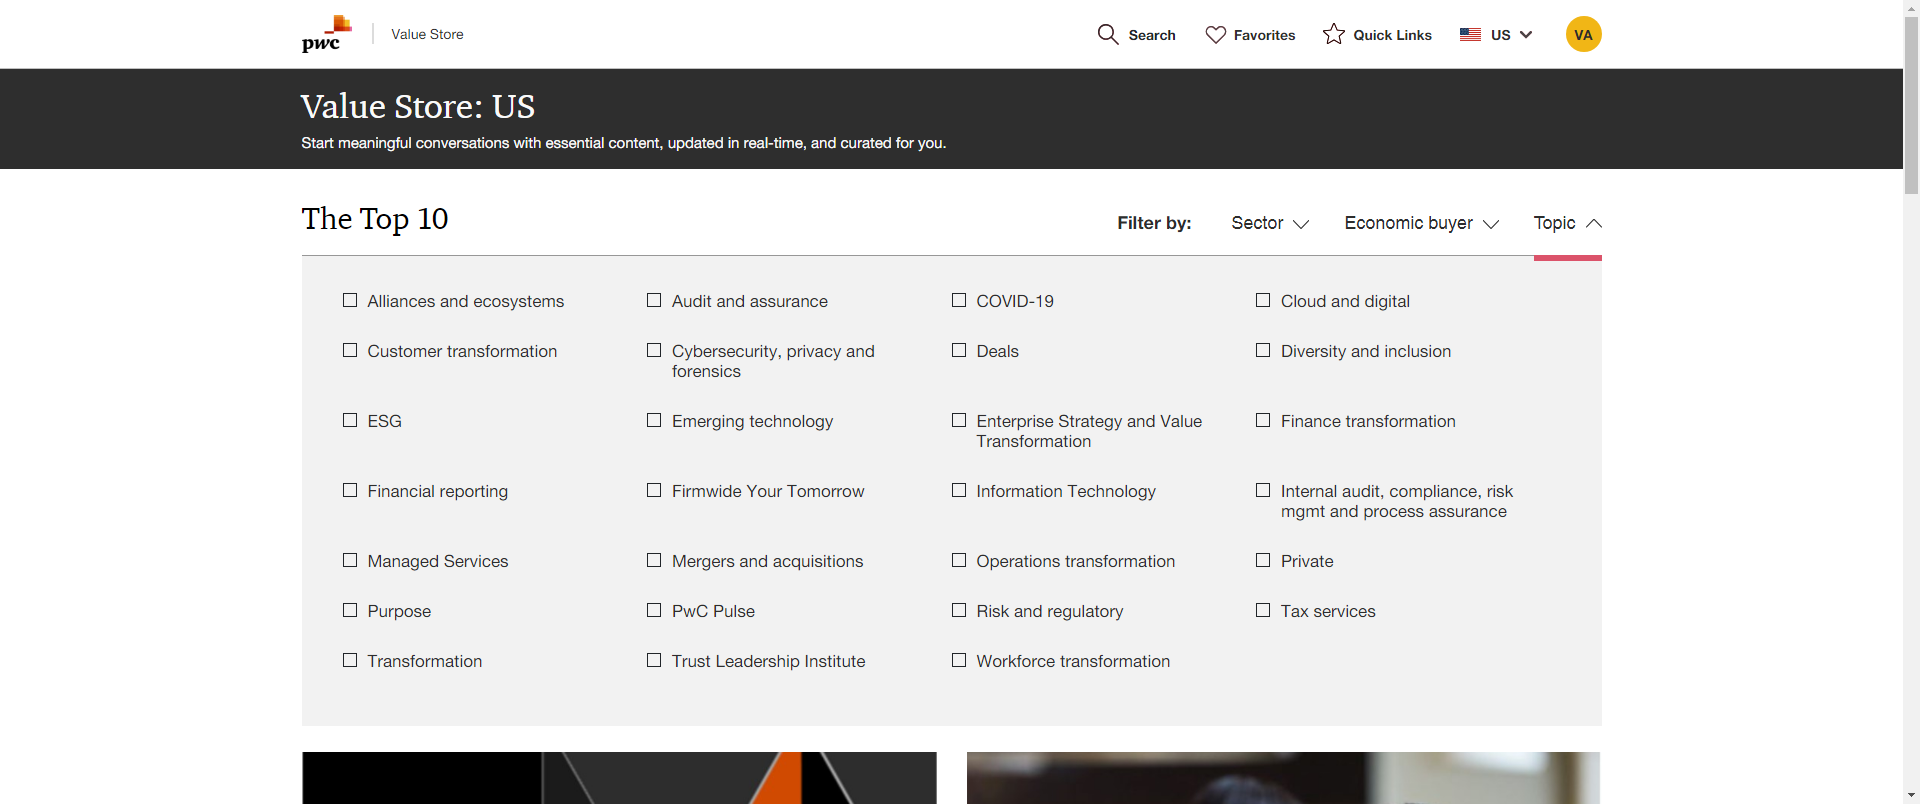 pwc
Value Store
Search
Favorites
Quick Links
US
VA
Value Store: US
Start meaningful conversations with essential content, updated in real-time, and curated for you.
The Top 10
Filter by:
Sector
Economic buyer
Topic
Alliances and ecosystems
Audit and assurance
COVID-19
Cloud and digital
Customer transformation
Cybersecurity, privacy and
forensics
Deals
Diversity and inclusion
ESG
Emerging technology
Enterprise Strategy and Value
Transformation
Finance transformation
Financial reporting
Firmwide Your Tomorrow
Information Technology
Internal audit, compliance, risk
mgmt and process assurance
Managed Services
Mergers and acquisitions
Operations transformation
Private
Purpose
PwC Pulse
Risk and regulatory
Tax services
Transformation
Trust Leadership Institute
Workforce transformation